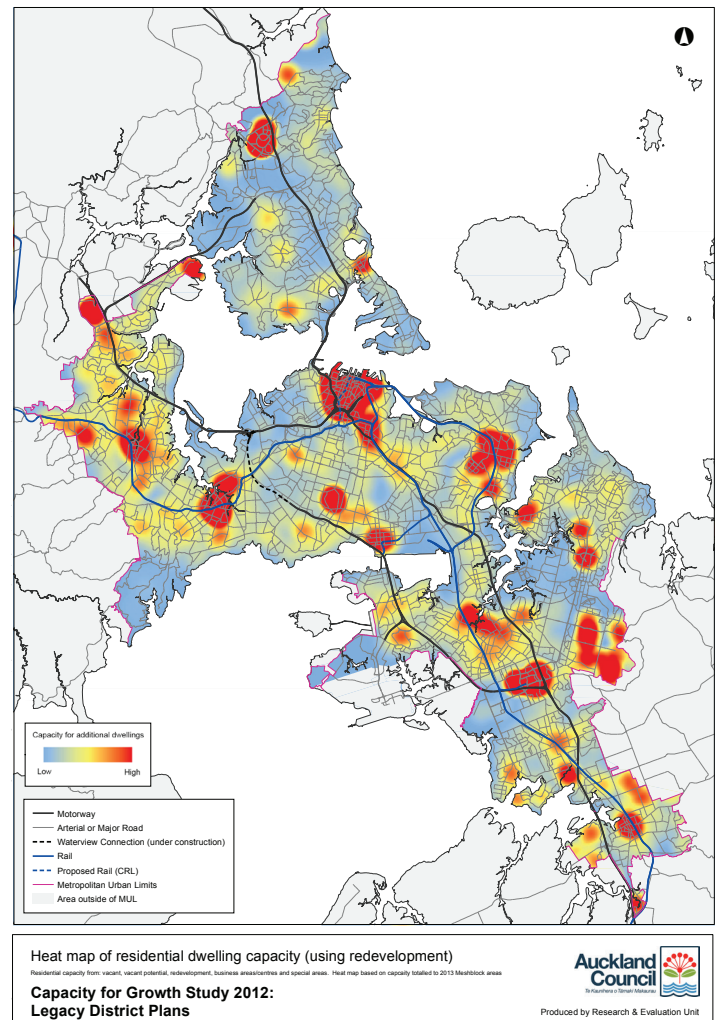 Capacity for additional dwellings
Low High
Motorway
Arterial or Major Road
Waterview Connection (under construction)
Rail
Proposed Rail (CRL)
Metropolitan Urban Limits
Area outside of MUL
Heat map of residential dwelling capacity (using redevelopment)
Residential capacity from: vacant, vacant potential, redevelopment, business areas/centres and special areas. Heat map based on capcaity totalled to 2013 Meshblock areas
Capacity for Growth Study 2012:
Legacy District Plans
Auckland
Council
Te Kaunihera o Tāmaki Makaurau
Produced by Research & Evaluation Unit